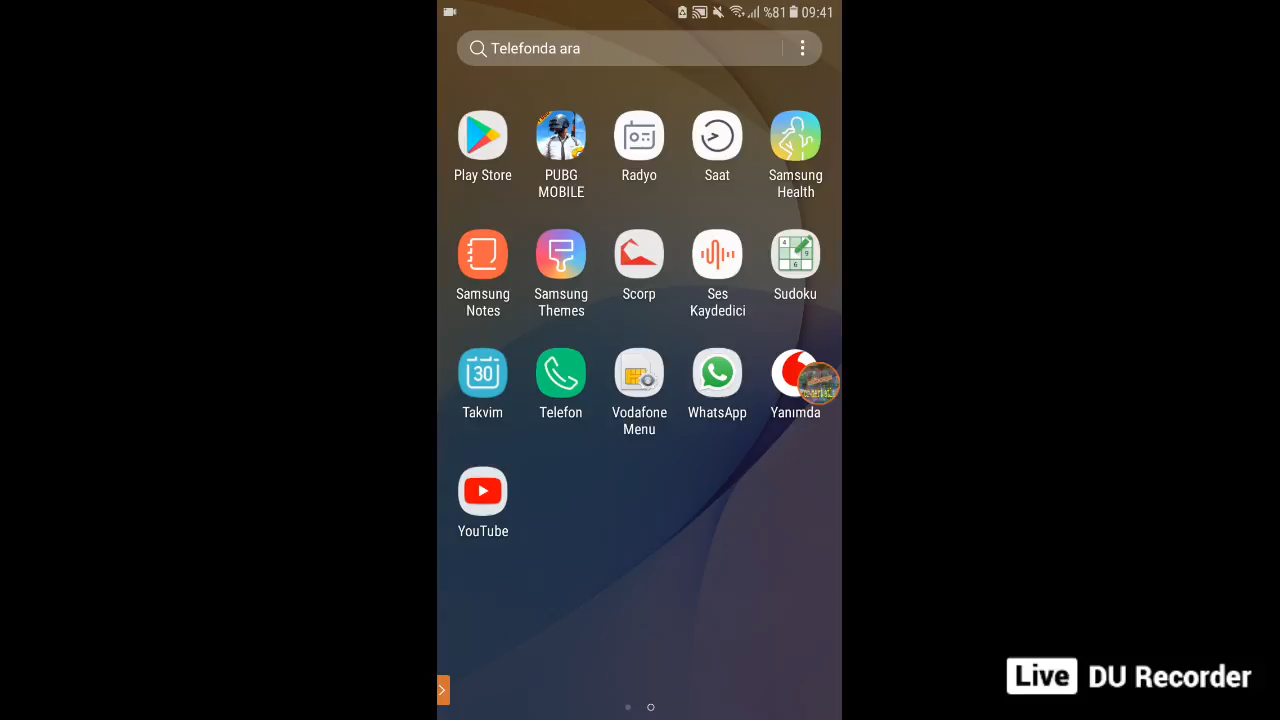 %81 09:41
Telefonda ara
Play Store
PUBG
MOBILE
Radyo
Saat
Samsung
Health
Samsung
Notes
Samsung
Themes
Scorp
Ses
Kaydedici
Sudoku
30
Takvim
Telefon
Vodafone
Menu
WhatsApp
Yanımda
YouTube
Live DU Recorder